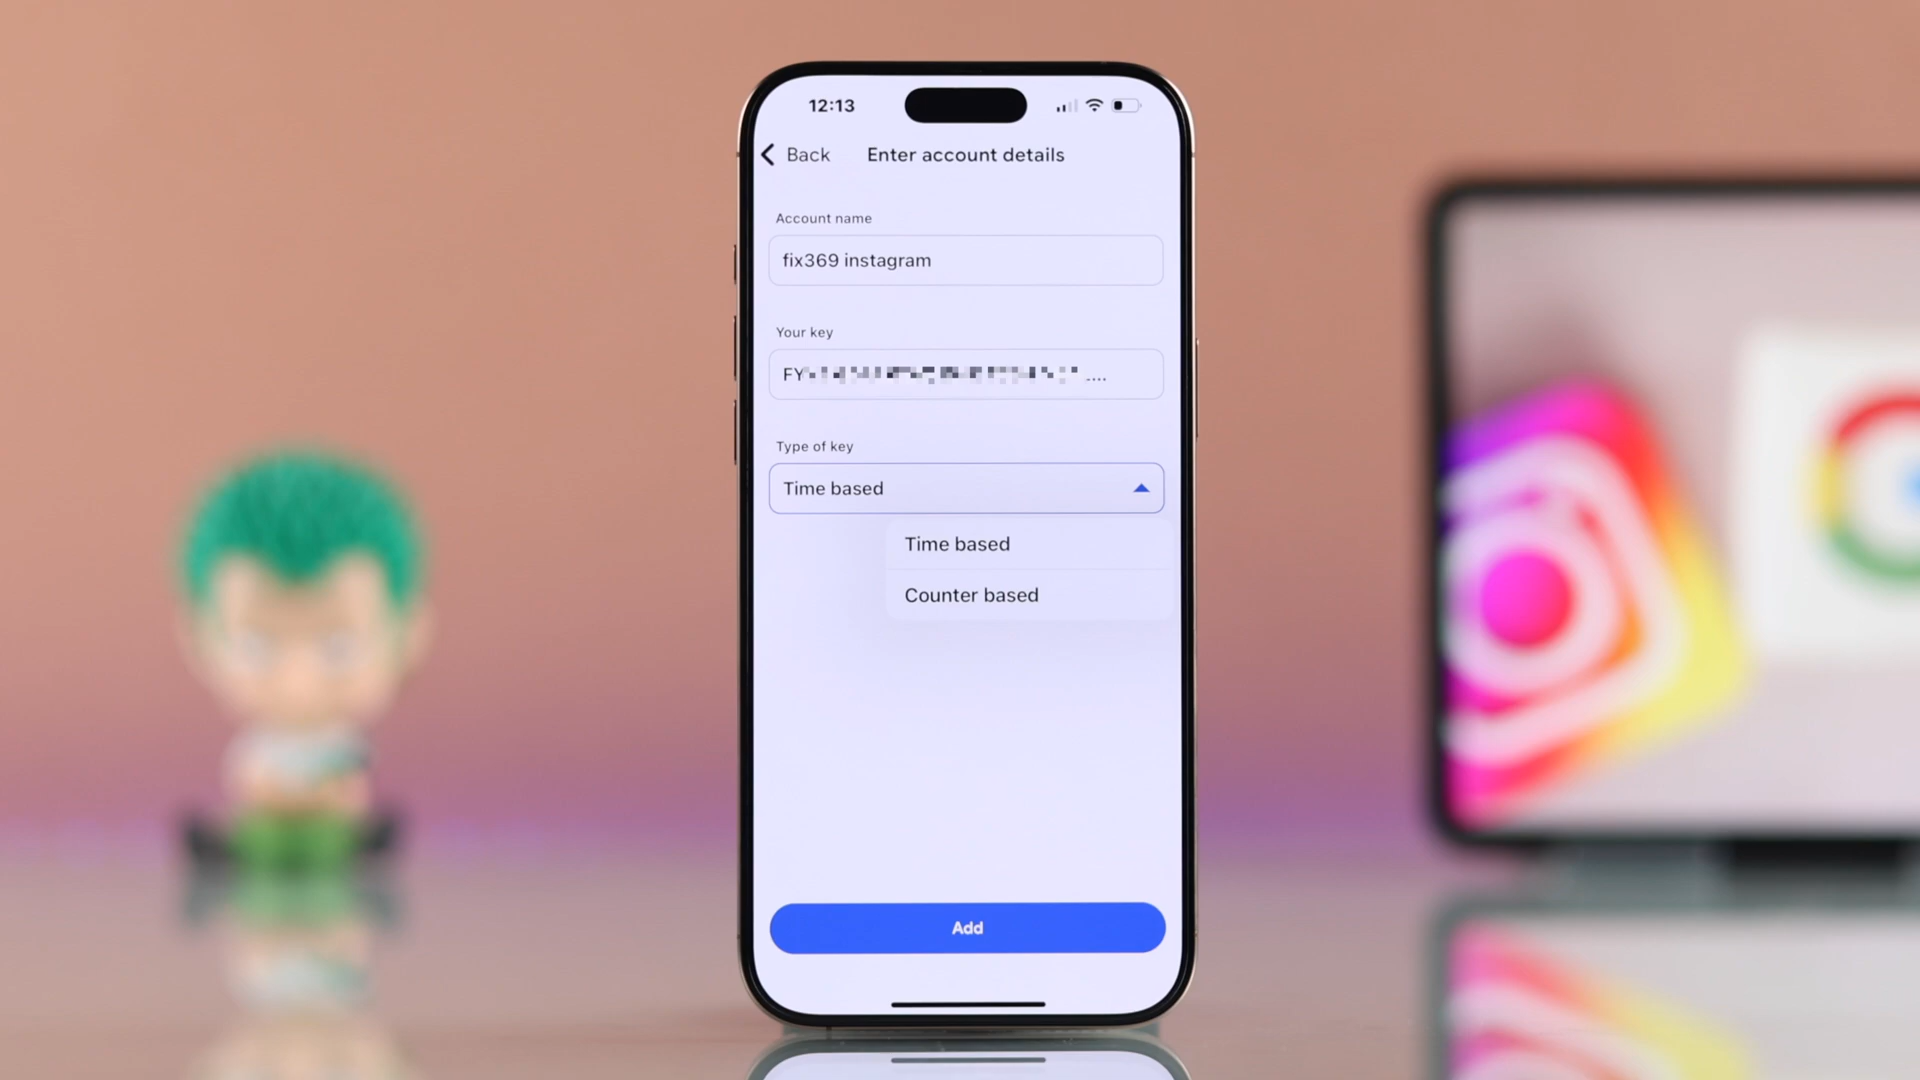 12:13
Back
Enter account details
Account name
fix369 instagram
Your key
FY
....
Type of key
Time based
Time based
Counter based
Add